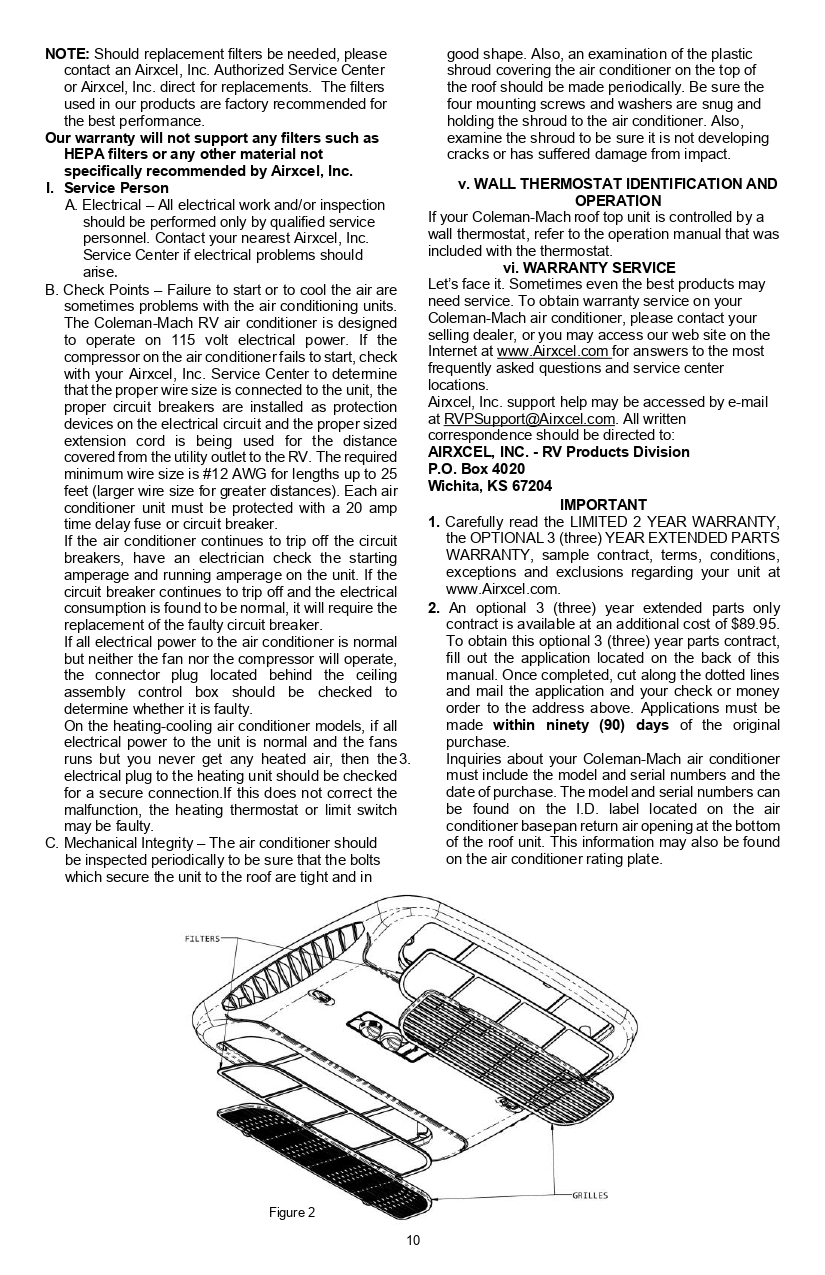 NOTE: Should replacement filters be needed, please
contact an Airxcel, Inc. Authorized Service Center
or Airxcel, Inc. direct for replacements. The filters
used in our products are factory recommended for
the best performance.
Our warranty will not support any filters such as
HEPA filters or any other material not
specifically recommended by Airxcel, Inc.
I. Service Person
A. Electrical – All electrical work and/or inspection
should be performed only by qualified service
personnel. Contact your nearest Airxcel, Inc.
Service Center if electrical problems should
arise.
B. Check Points – Failure to start or to cool the air are
sometimes problems with the air conditioning units.
The Coleman-Mach RV air conditioner is designed
to operate on 115 volt electrical power. If the
compressor on the air conditioner fails to start, check
with your Airxcel, Inc. Service Center to determine
that the proper wire size is connected to the unit, the
proper circuit breakers are installed as protection
devices on the electrical circuit and the proper sized
extension cord is being used for the distance
covered from the utility outlet to the RV. The required
minimum wire size is #12 AWG for lengths up to 25
feet (larger wire size for greater distances). Each air
conditioner unit must be protected with a 20 amp
time delay fuse or circuit breaker.
If the air conditioner continues to trip off the circuit
breakers, have an electrician check the starting
amperage and running amperage on the unit. If the
circuit breaker continues to trip off and the electrical
consumption is found to be normal, it will require the
replacement of the faulty circuit breaker.
If all electrical power to the air conditioner is normal
but neither the fan nor the compressor will operate,
the connector plug located behind the ceiling
assembly control box should be checked to
determine whether it is faulty.
On the heating-cooling air conditioner models, if all
electrical power to the unit is normal and the fans
runs but you never get any heated air, then the
electrical plug to the heating unit should be checked
for a secure connection.If this does not correct the
malfunction, the heating thermostat or limit switch
may be faulty.
C. Mechanical Integrity – The air conditioner should
be inspected periodically to be sure that the bolts
which secure the unit to the roof are tight and in
good shape. Also, an examination of the plastic
shroud covering the air conditioner on the top of
the roof should be made periodically. Be sure the
four mounting screws and washers are snug and
holding the shroud to the air conditioner. Also,
examine the shroud to be sure it is not developing
cracks or has suffered damage from impact.
v. WALL THERMOSTAT IDENTIFICATION AND
OPERATION
If your Coleman-Mach roof top unit is controlled by a
wall thermostat, refer to the operation manual that was
included with the thermostat.
vi. WARRANTY SERVICE
Let's face it. Sometimes even the best products may
need service. To obtain warranty service on your
Coleman-Mach air conditioner, please contact your
selling dealer, or you may access our web site on the
Internet at www.Airxcel.com for answers to the most
frequently asked questions and service center
locations.
Airxcel, Inc. support help may be accessed by e-mail
at RVPSupport@Airxcel.com. All written
correspondence should be directed to:
AIRXCEL, INC. - RV Products Division
P.O. Box 4020
Wichita, KS 67204
IMPORTANT
1. Carefully read the LIMITED 2 YEAR WARRANTY,
the OPTIONAL 3 (three) YEAR EXTENDED PARTS
WARRANTY, sample contract, terms, conditions,
exceptions and exclusions regarding your unit at
www.Airxcel.com.
2. An optional 3 (three) year extended parts only
contract is available at an additional cost of $89.95.
To obtain this optional 3 (three) year parts contract,
fill out the application located on the back of this
manual. Once completed, cut along the dotted lines
and mail the application and your check or money
order to the address above. Applications must be
made within ninety (90) days of the original
purchase.
3. Inquiries about your Coleman-Mach air conditioner
must include the model and serial numbers and the
date of purchase. The model and serial numbers can
be found on the I.D. label located on the air
conditioner basepan return air opening at the bottom
of the roof unit. This information may also be found
on the air conditioner rating plate.
FILTERS
GRILLES
Figure 2
10